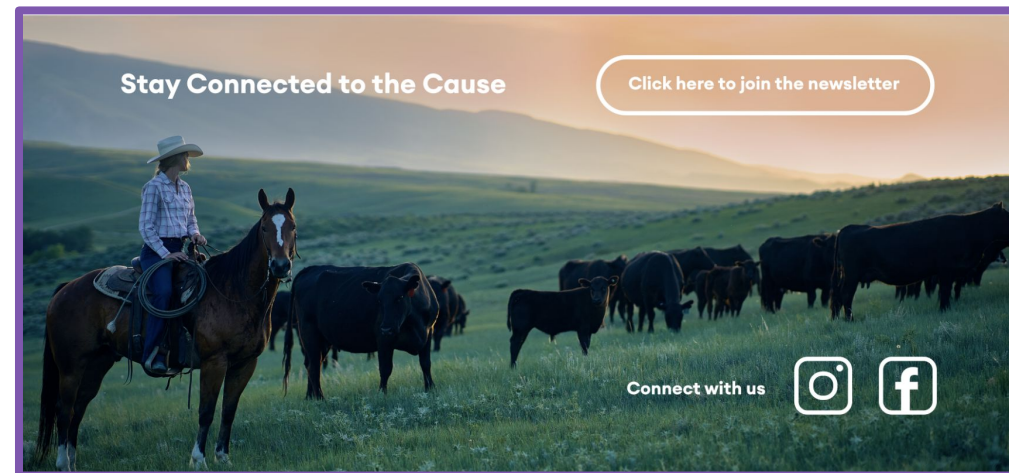 Stay Connected to the Cause
Click here to join the newsletter
Connect with us